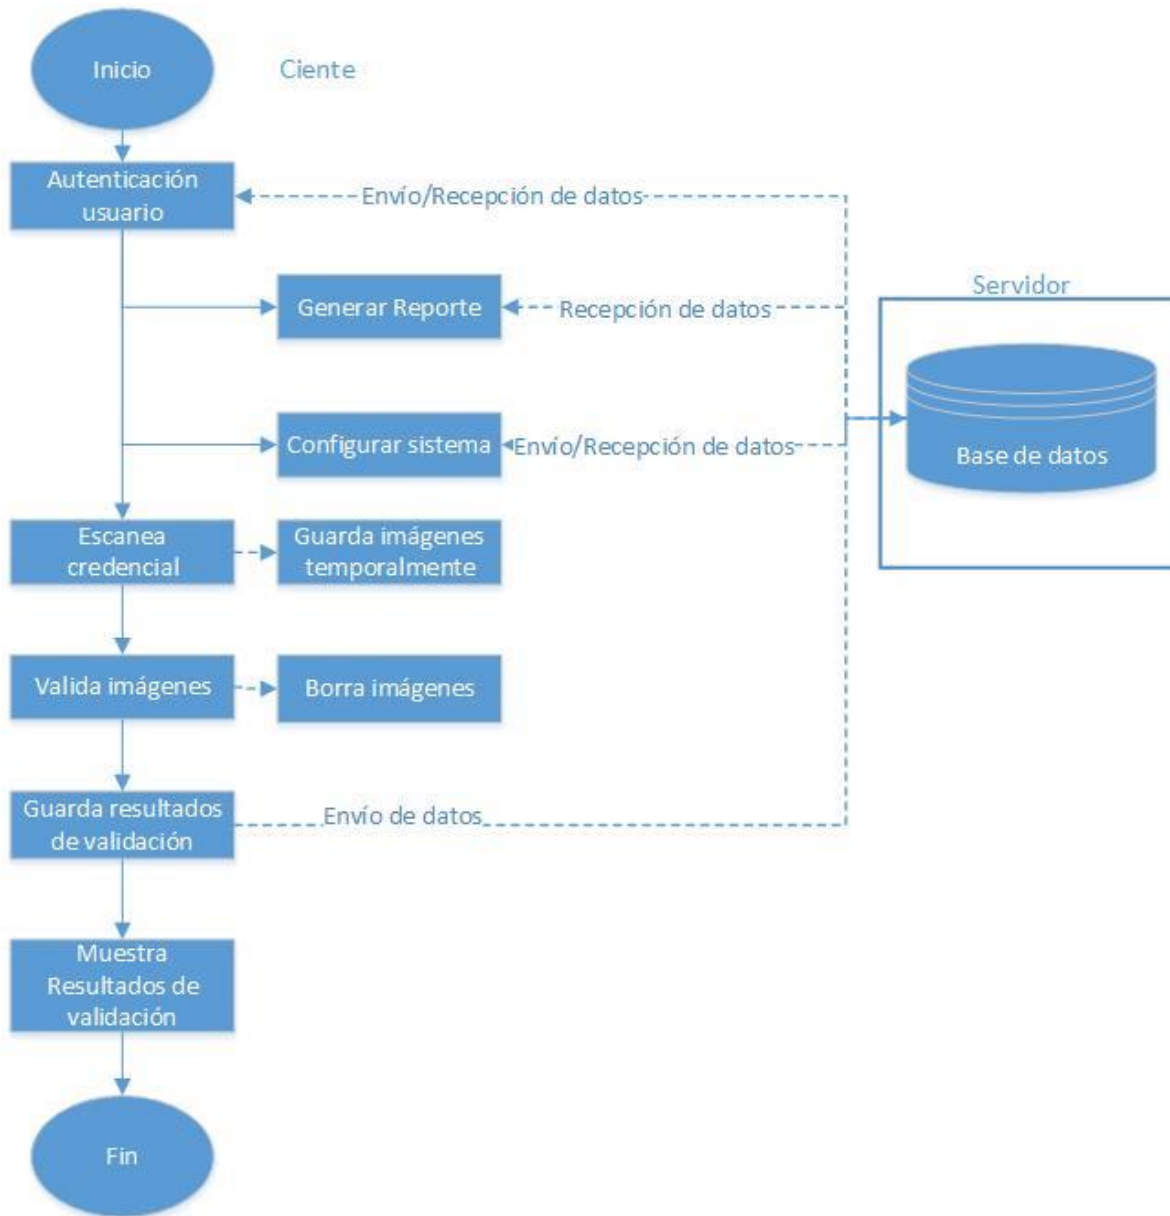 Inicio
Ciente
Autenticación
usuario
Envío/Recepción de datos
Generar Reporte
Recepción de datos
Servidor
Configurar sistema
Envío/Recepción de datos
Base de datos
Escanea
credencial
Guarda imágenes
temporalmente
Valida imágenes
Borra imágenes
Guarda resultados
de validación
Envío de datos
Muestra
Resultados de
validación
Fin